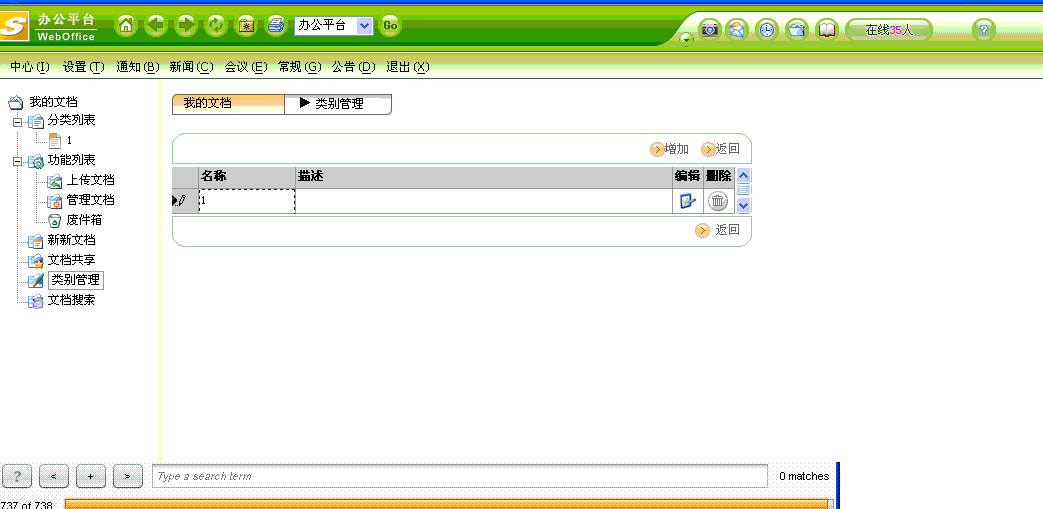 S 办公平台 WebOffice 办公平台 Go 在线35人 ?
中心(I) 设置(T) 通知(B) 新闻(C) 会议(E) 常规(G) 公告(D) 退出(X)
我的文档
分类列表
1
功能列表
上传文档
管理文档
废件箱
新新文档
文档共享
类别管理
文档搜索
我的文档 ▶ 类别管理
增加 返回
名称 描述 编辑 删除
1
返回
? < + > Type a search term 0 matches
737 of 738